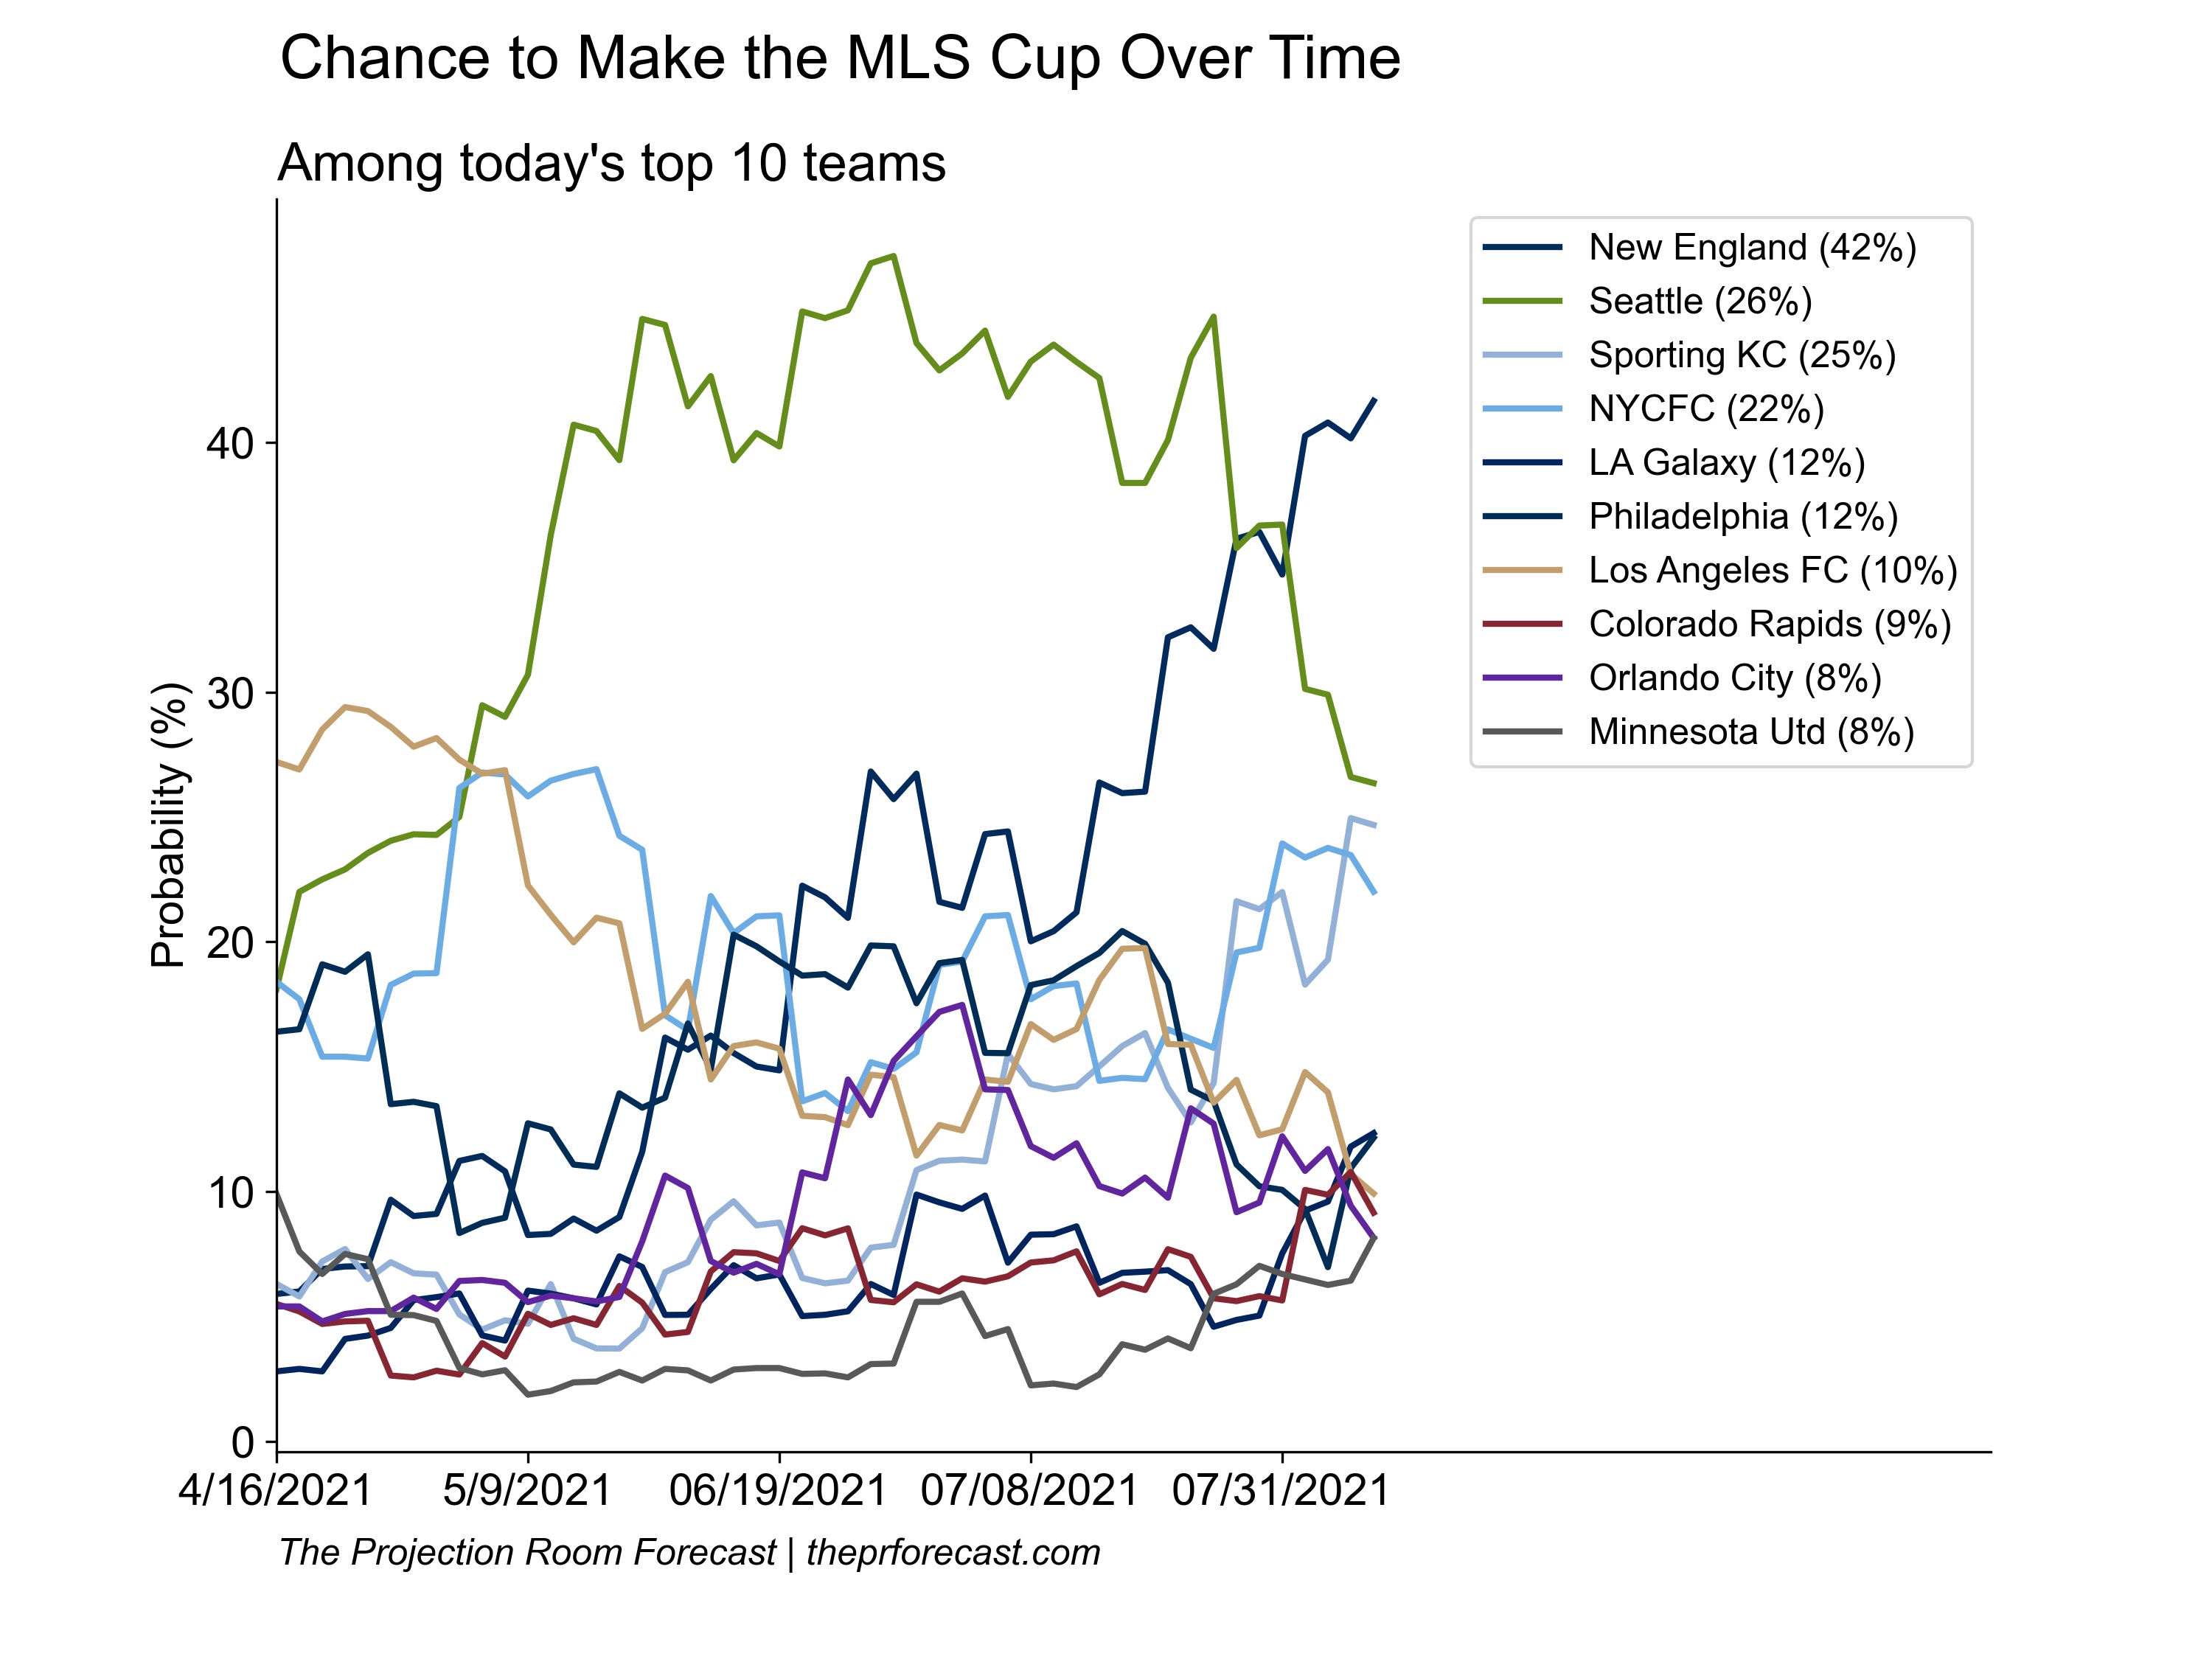 Chance to Make the MLS Cup Over Time
Among today's top 10 teams
New England (42%)
Seattle (26%)
Sporting KC (25%)
NYCFC (22%)
LA Galaxy (12%)
Philadelphia (12%)
Los Angeles FC (10%)
Colorado Rapids (9%)
Orlando City (8%)
Minnesota Utd (8%)
Probability (%)
40
30
20
10
0
4/16/2021 5/9/2021 06/19/2021 07/08/2021 07/31/2021
The Projection Room Forecast | theprforecast.com